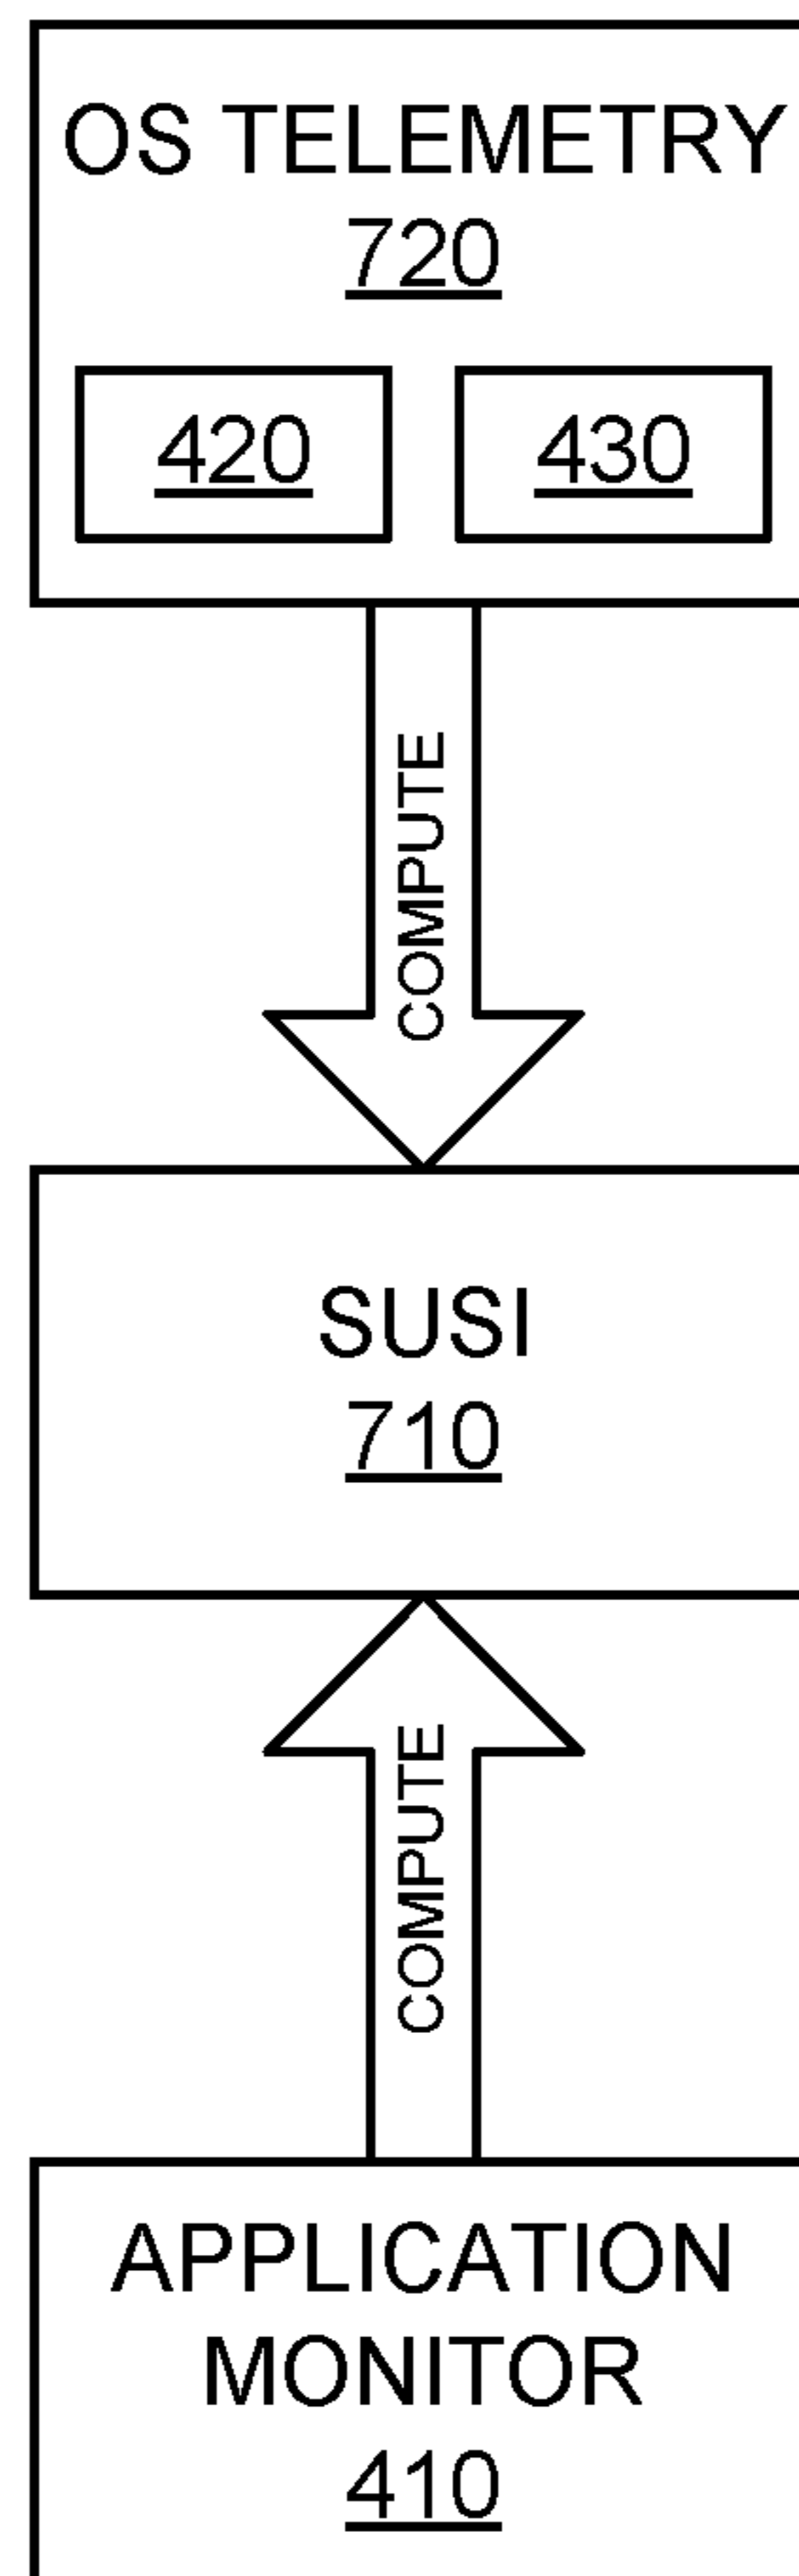 OS TELEMETRY
720
420 430
COMPUTE
SUSI
710
COMPUTE
APPLICATION
MONITOR
410